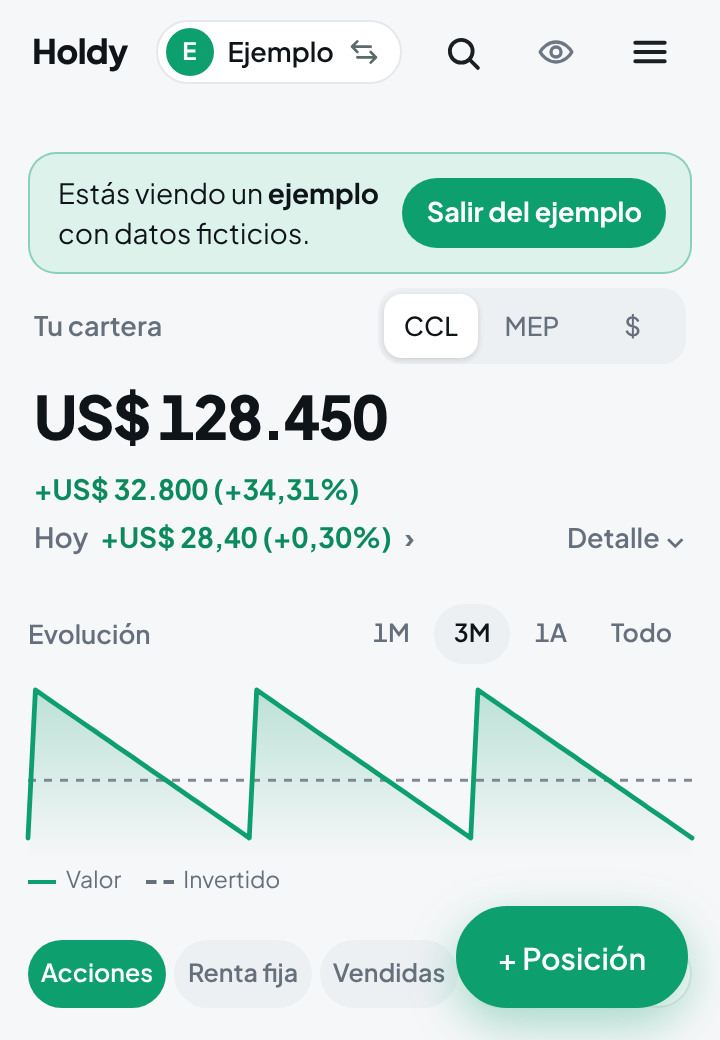 Holdy
E Ejemplo
Estás viendo un ejemplo
con datos ficticios.
Salir del ejemplo
Tu cartera
CCL MEP $
US$ 128.450
+US$ 32.800 (+34,31%)
Hoy +US$ 28,40 (+0,30%) ›
Detalle
Evolución
1M 3M 1A Todo
Valor Invertido
Acciones Renta fija Vendidas
+ Posición